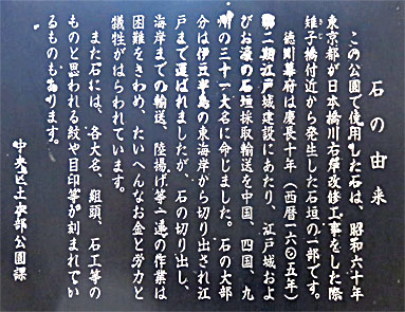 石の由来
この公園で使用した石は、昭和六十年
東京都が日本橋川右岸改修工事をした際
雉子橋付近から発生した石垣の一部です。
徳川幕府は慶長十年（西暦一六〇五年）
第二期江戸城建設にあたり、江戸城およ
びお濠の石垣採取輸送を中国、四国、九
州の三十一大名に命じました。石の大部
分は伊豆半島の東海岸から切り出され江
戸まで運ばれましたが、石の切り出し、
海岸までの輸送、陸揚げ等一連の作業は
困難をきわめ、たいへんなお金と労力と
犠牲がはらわれています。
また石には、各大名、組頭、石工等の
ものと思われる紋や目印等が刻まれてい
るものもあります。
中央区土木部公園課